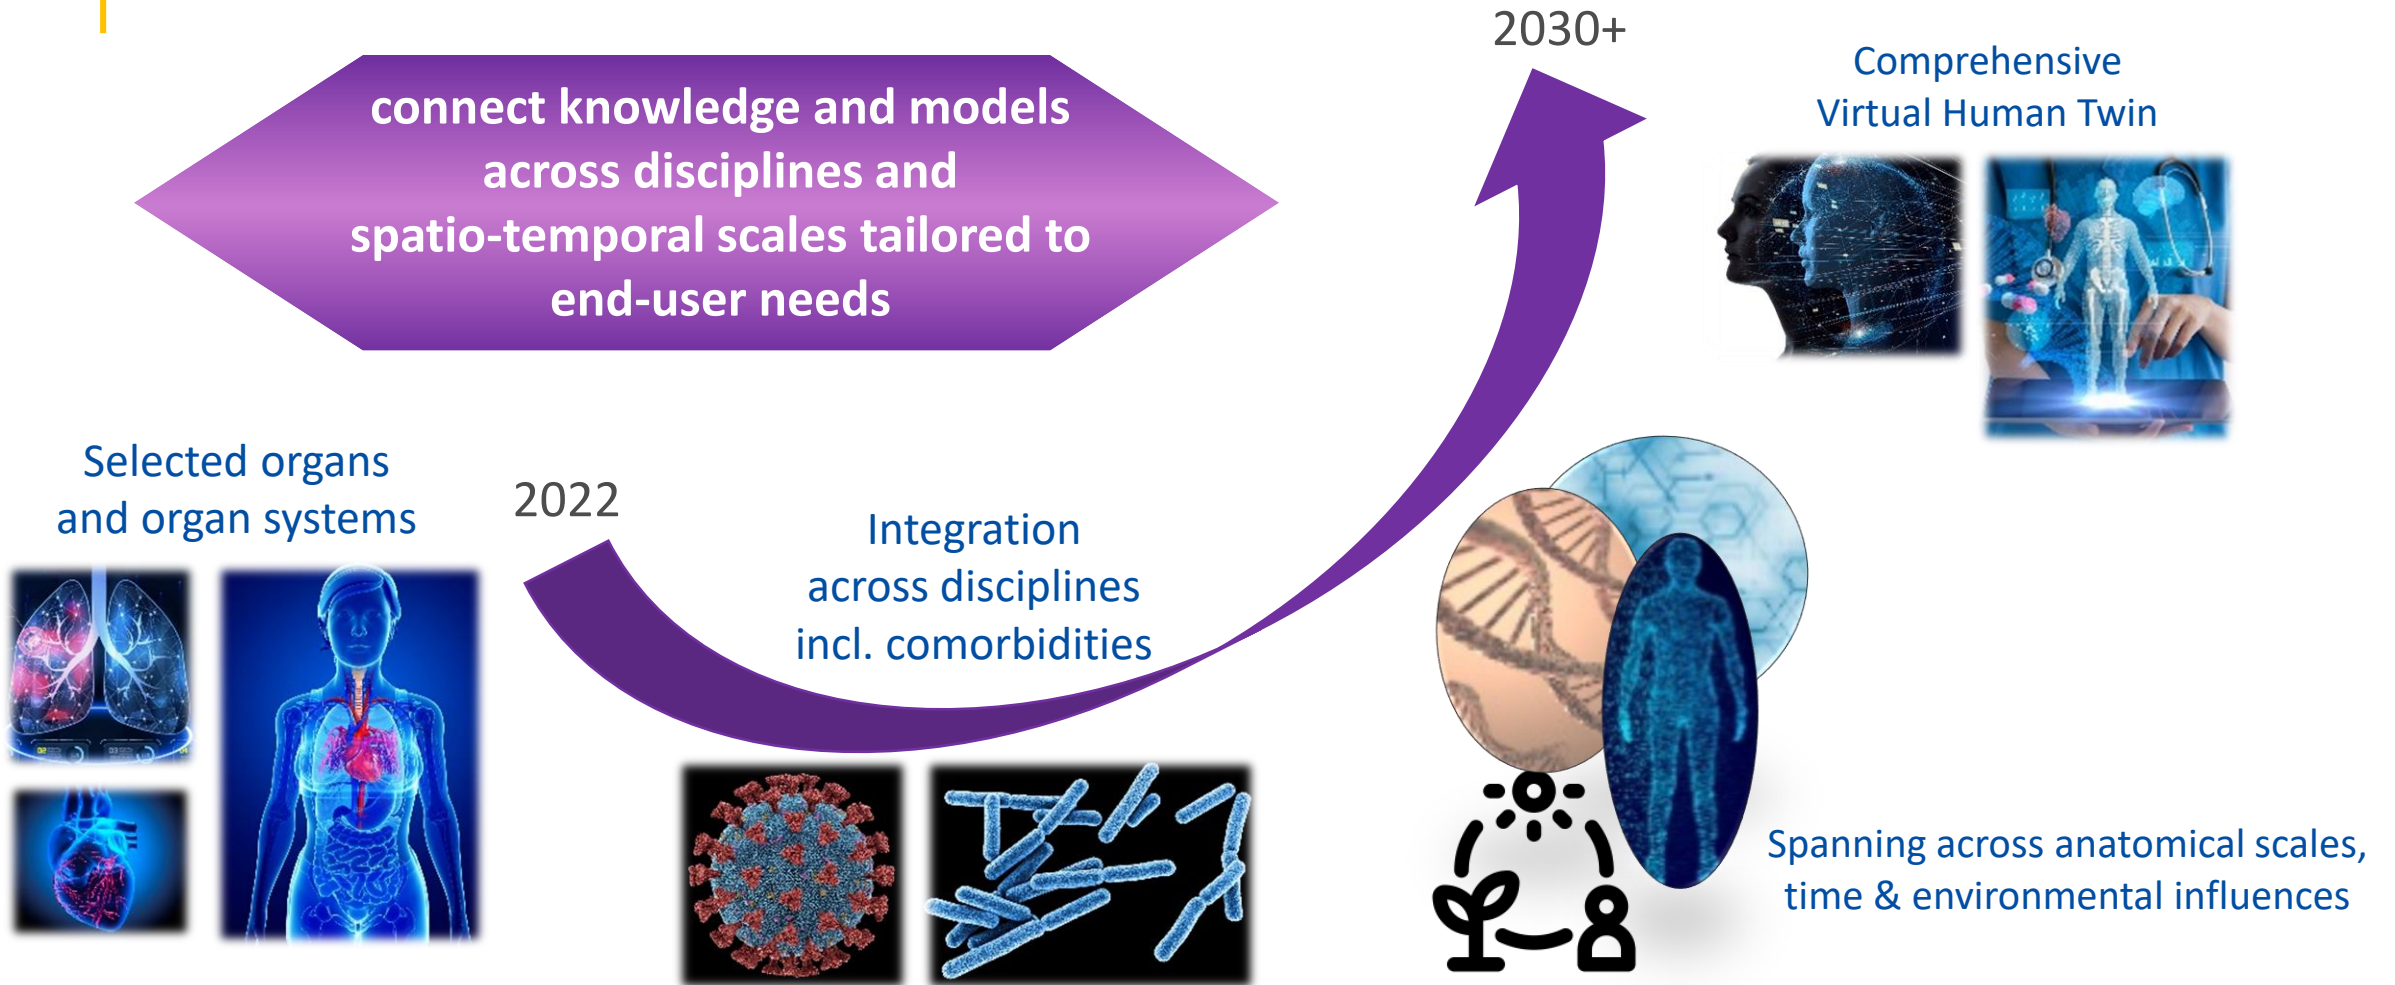 2030+
Comprehensive
Virtual Human Twin
connect knowledge and models
across disciplines and
spatio-temporal scales tailored to
end-user needs
Selected organs
and organ systems
2022
Integration
across disciplines
incl. comorbidities
Spanning across anatomical scales,
time & environmental influences